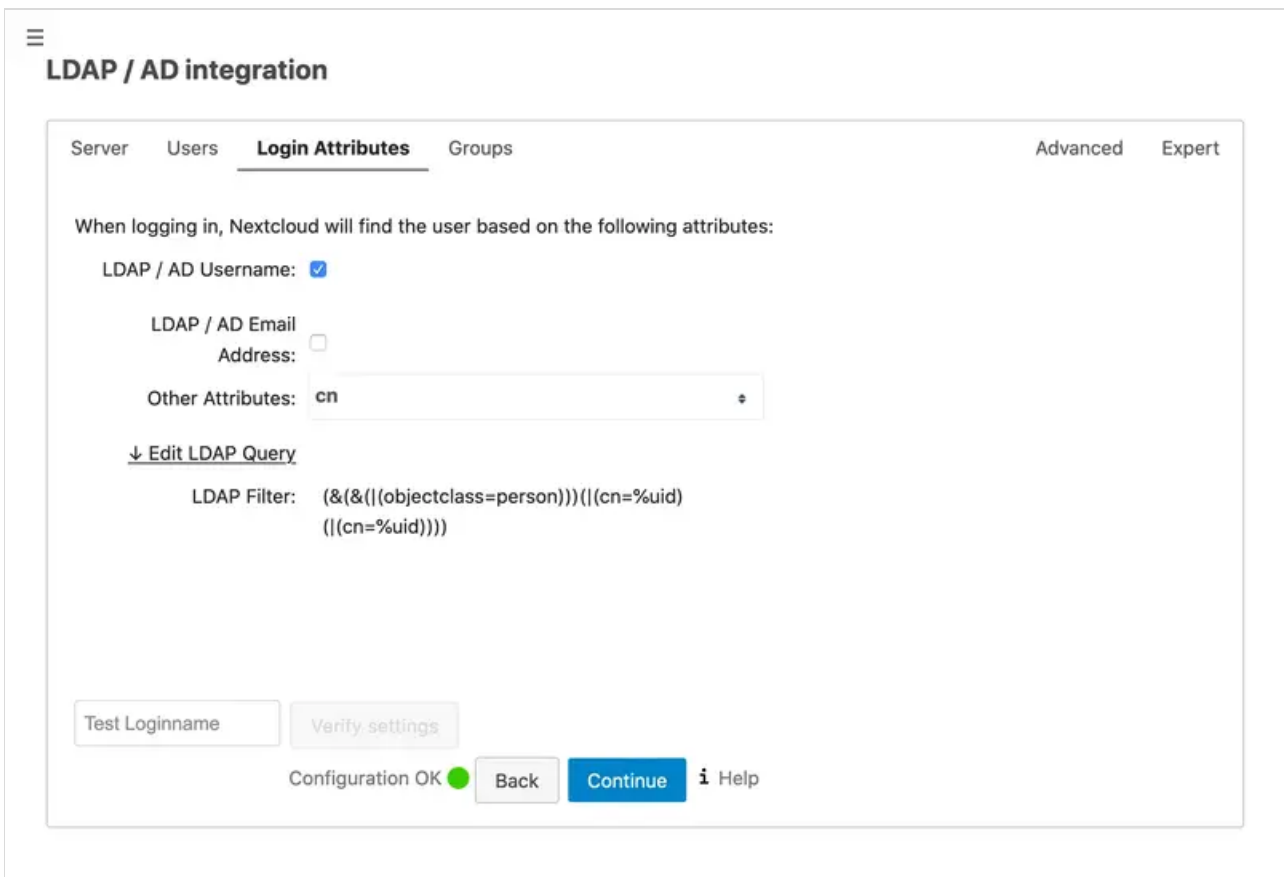 LDAP / AD integration
Server Users Login Attributes Groups Advanced Expert
When logging in, Nextcloud will find the user based on the following attributes:
LDAP / AD Username:
LDAP / AD Email
Address:
Other Attributes: cn
↓ Edit LDAP Query
LDAP Filter: (&(&(|(objectclass=person)))(|(cn=%uid)
(|(cn=%uid))))
Test Loginname Verify settings
Configuration OK Back Continue i Help